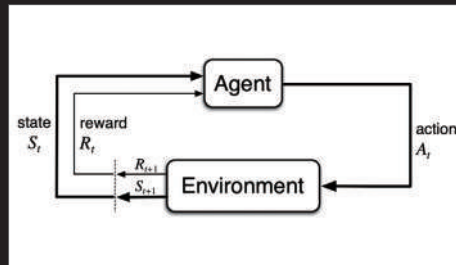 Agent
state
S_t
reward
R_t
action
A_t
R_{t+1}
S_{t+1}
Environment